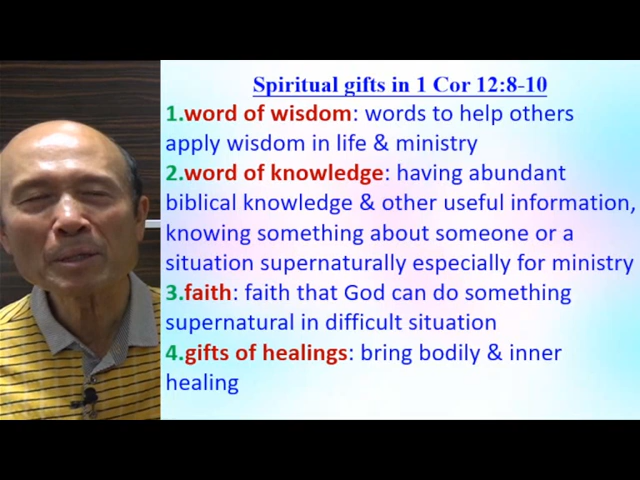 Spiritual gifts in 1 Cor 12:8-10
1.word of wisdom: words to help others
apply wisdom in life & ministry
2.word of knowledge: having abundant
biblical knowledge & other useful information,
knowing something about someone or a
situation supernaturally especially for ministry
3.faith: faith that God can do something
supernatural in difficult situation
4.gifts of healings: bring bodily & inner
healing